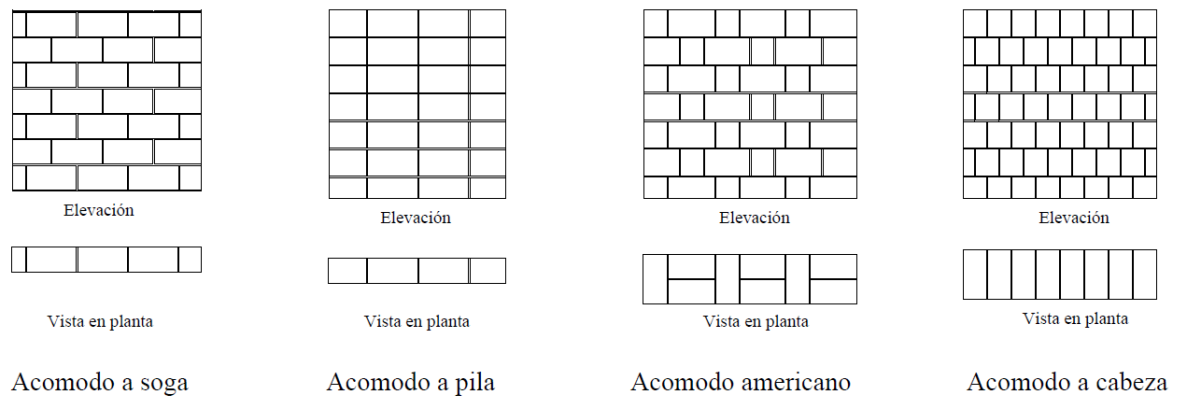 Elevación
Elevación
Elevación
Elevación
Vista en planta
Vista en planta
Vista en planta
Vista en planta
Acomodo a soga
Acomodo a pila
Acomodo americano
Acomodo a cabeza